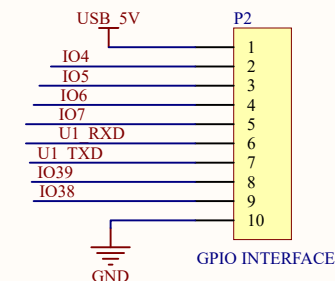 USB_5V
P2
1
IO4
2
IO5
3
IO6
4
IO7
5
U1_RXD
6
U1_TXD
7
IO39
8
IO38
9
10
GPIO INTERFACE
GND